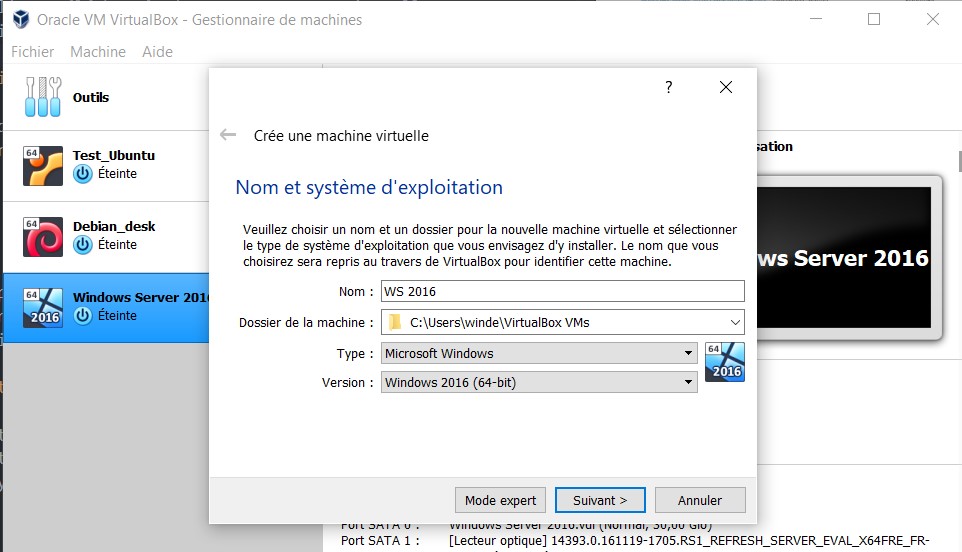 Oracle VM VirtualBox - Gestionnaire de machines
Fichier Machine Aide
Outils
64
Test_Ubuntu
Éteinte
64
Debian_desk
Éteinte
64
2016
Windows Server 201
Éteinte
?
Crée une machine virtuelle
Nom et système d'exploitation
Veuillez choisir un nom et un dossier pour la nouvelle machine virtuelle et sélectionner
le type de système d'exploitation que vous envisagez d'y installer. Le nom que vous
choisirez sera repris au travers de VirtualBox pour identifier cette machine.
Nom : WS 2016
Dossier de la machine : C:\Users\winde\VirtualBox VMs
Type : Microsoft Windows
Version : Windows 2016 (64-bit)
64
2016
Mode expert Suivant > Annuler
sation
ws Server 2016
Port SATA 0 : Windows Server 2016.vdi (Normal, 50,00 Gio)
Port SATA 1 : [Lecteur optique] 14393.0.161119-1705.RS1_REFRESH_SERVER_EVAL_X64FRE_FR-